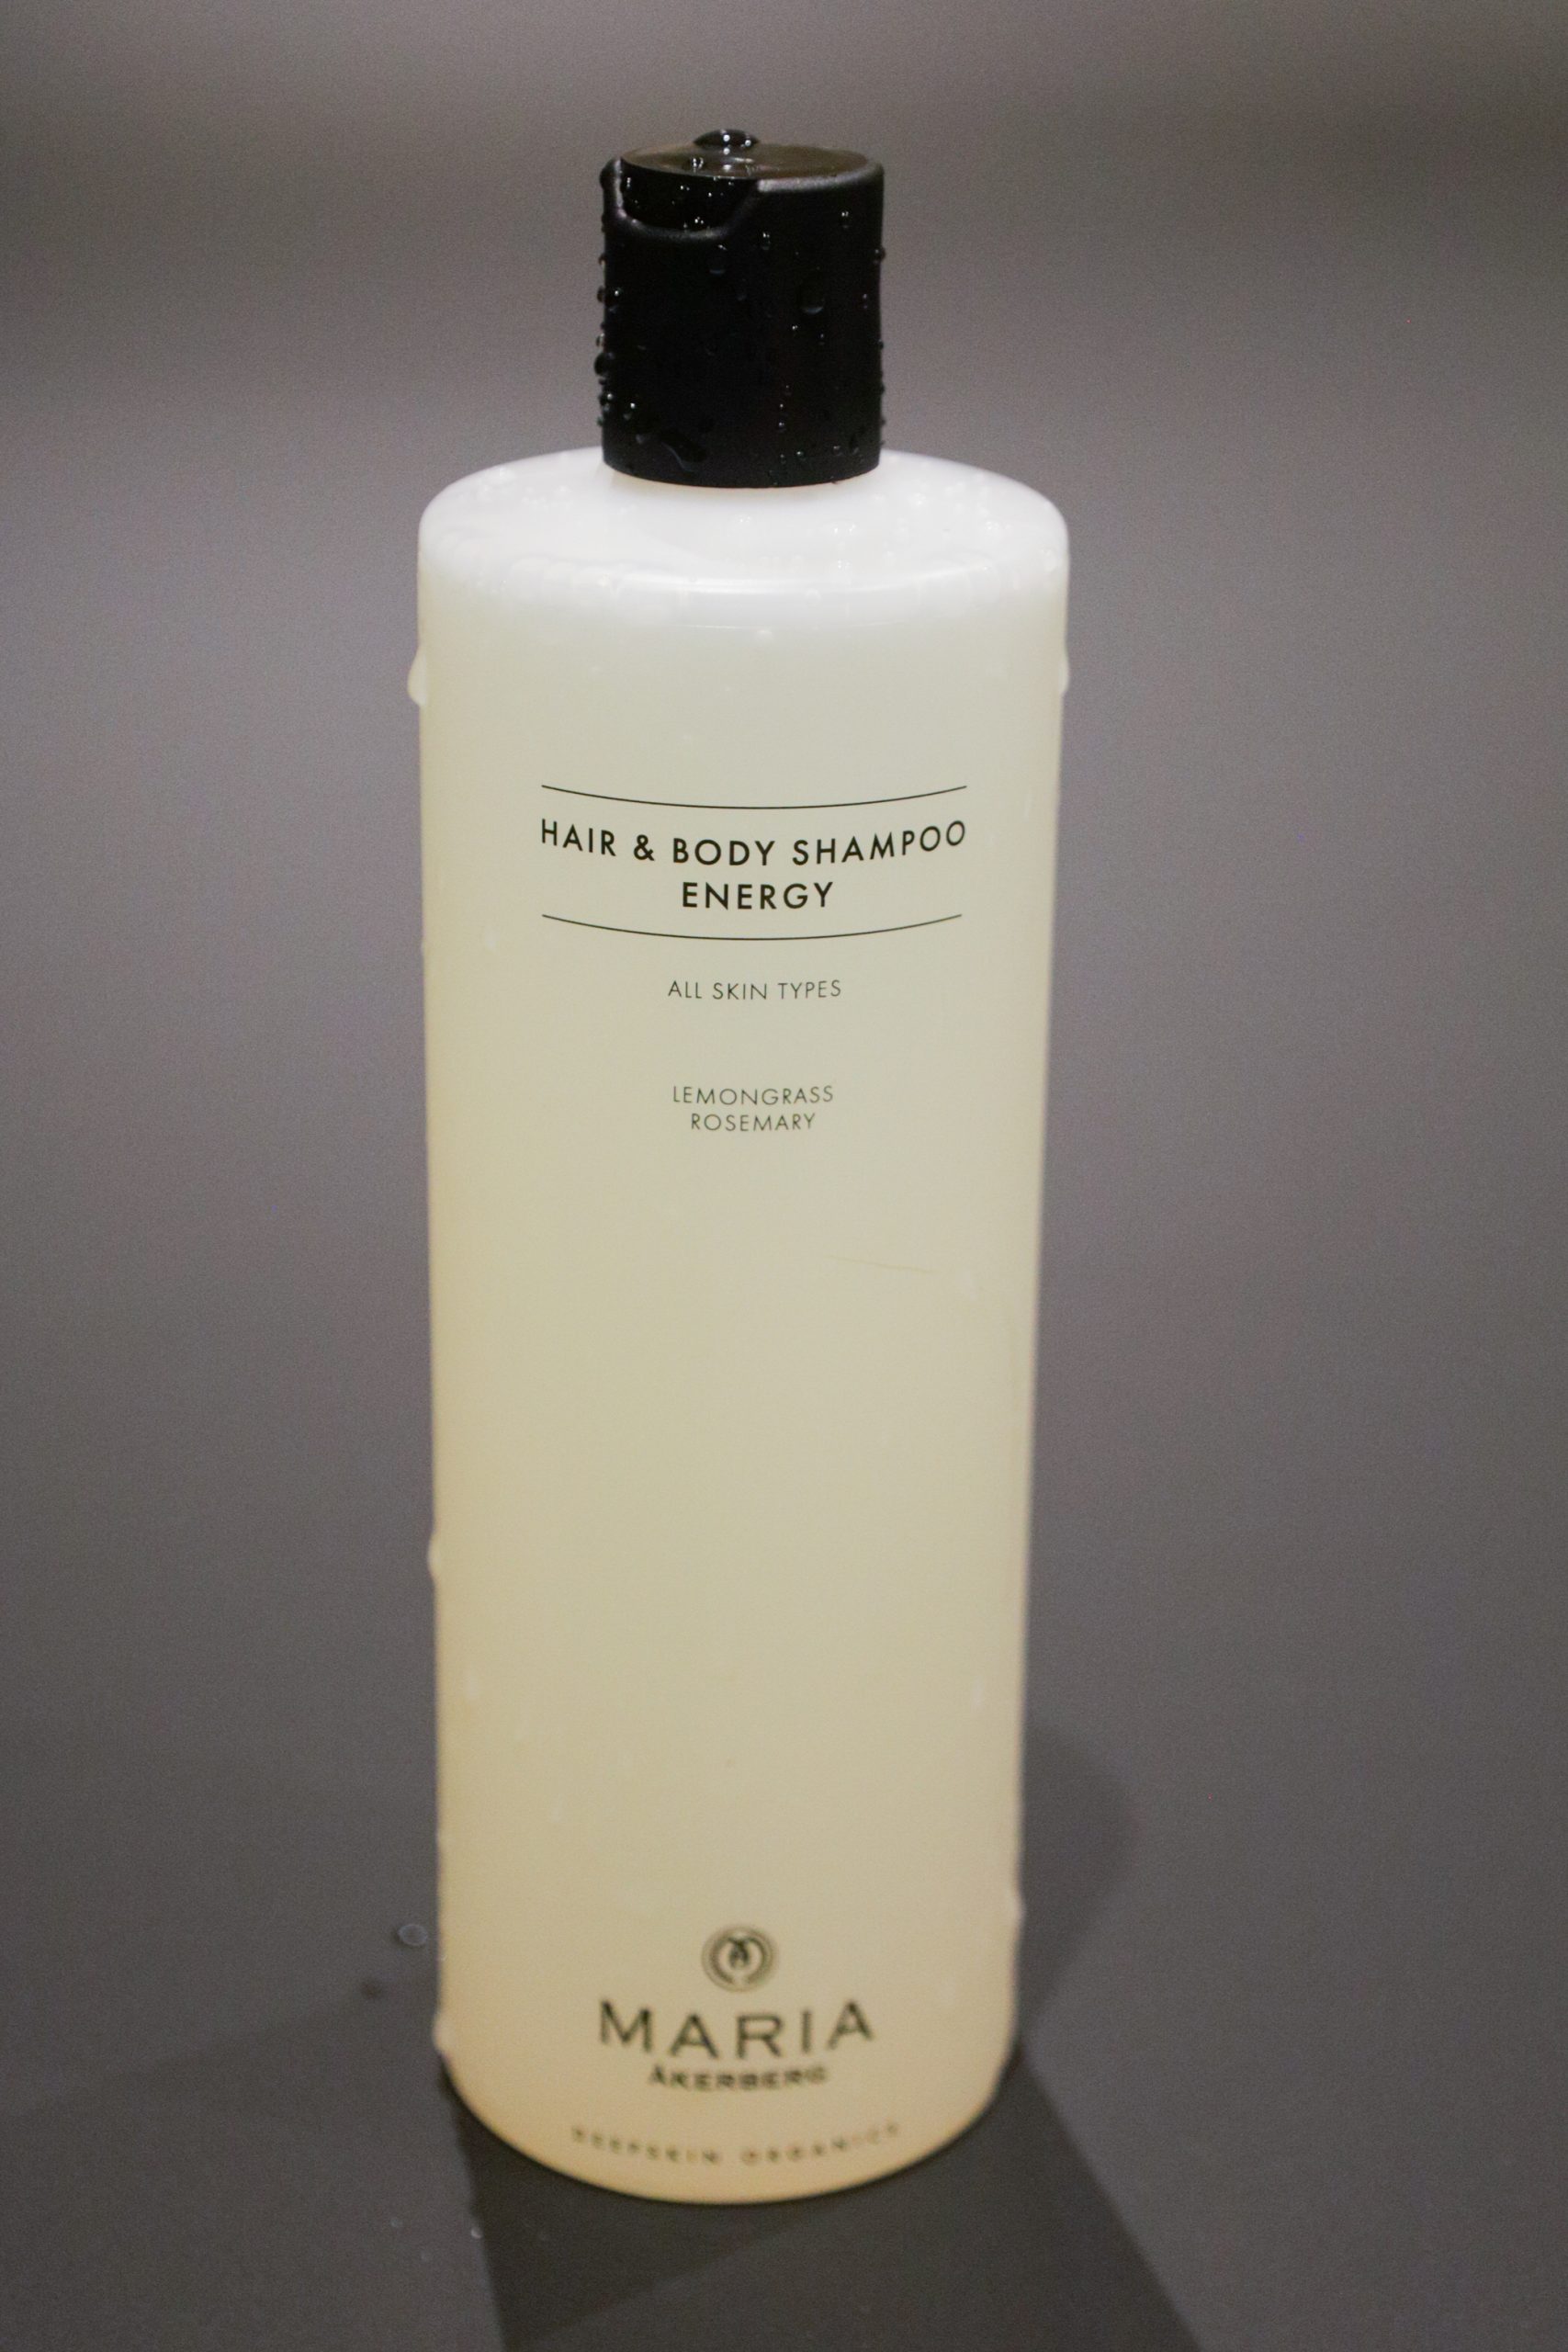 HAIR & BODY SHAMPOO
ENERGY
ALL SKIN TYPES
LEMONGRASS
ROSEMARY
MARIA
ÅKERBERG
DEEPSKIN ORGANICS